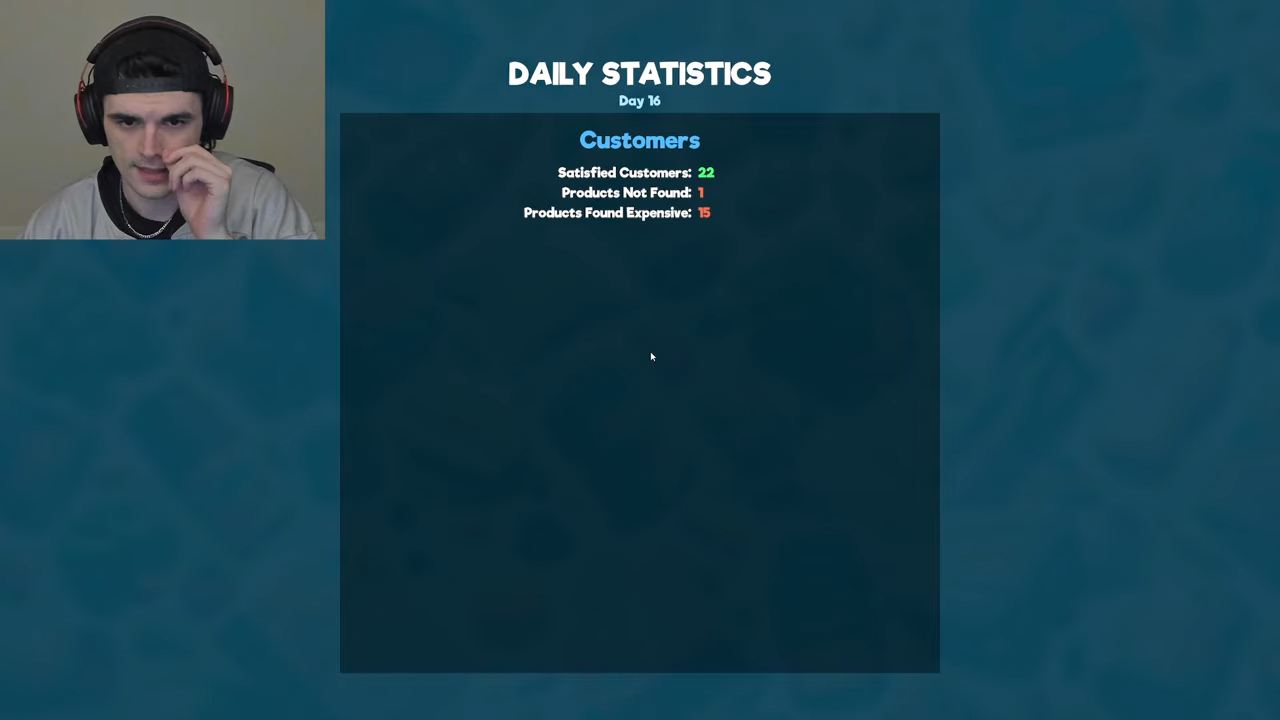 DAILY STATISTICS
Day 16
Customers
Satisfied Customers: 22
Products Not Found: 1
Products Found Expensive: 15